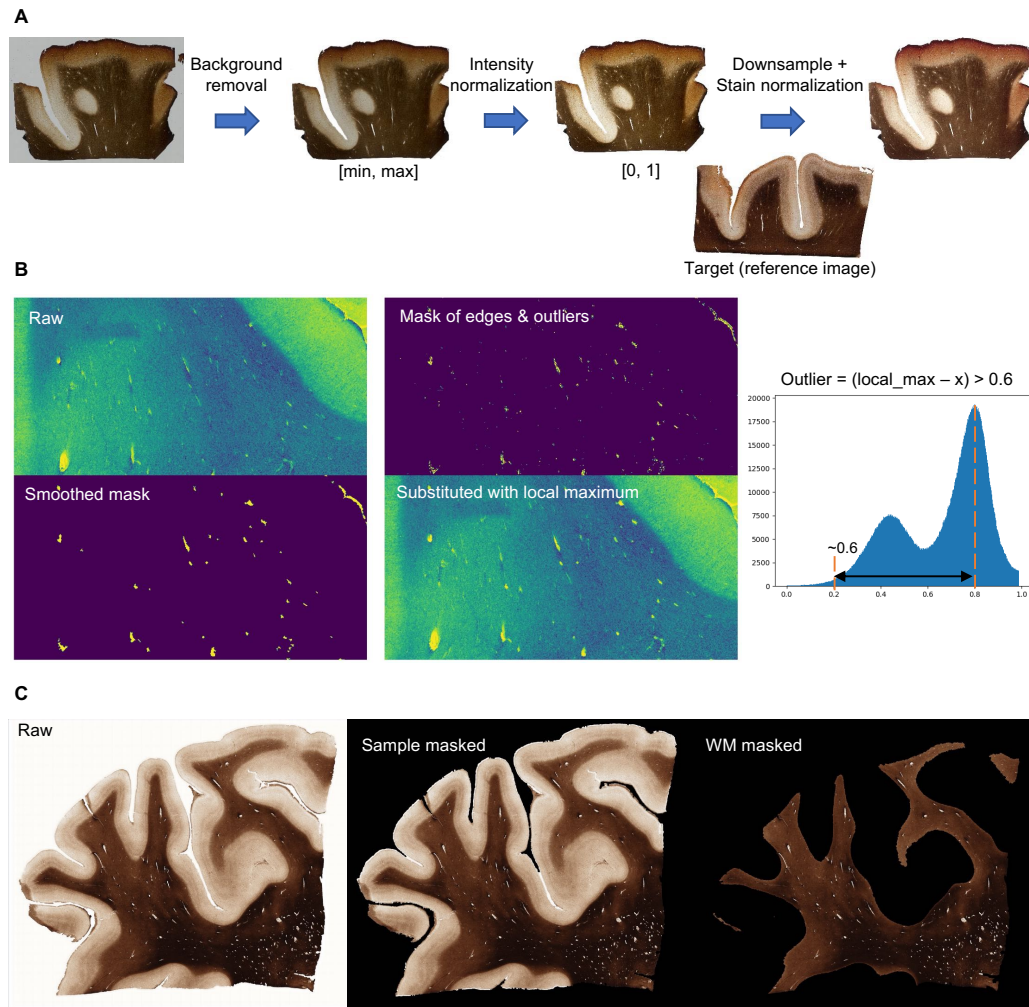 A
Background
removal
Intensity
normalization
Downsample +
Stain normalization
[min, max]
[0, 1]
Target (reference image)
B
Raw
Mask of edges & outliers
Smoothed mask
Substituted with local maximum
Outlier = (local_max – x) > 0.6
20000
17500
15000
12500
10000
7500
5000
2500
0
~0.6
0.0 0.2 0.4 0.6 0.8 1.0
C
Raw
Sample masked
WM masked